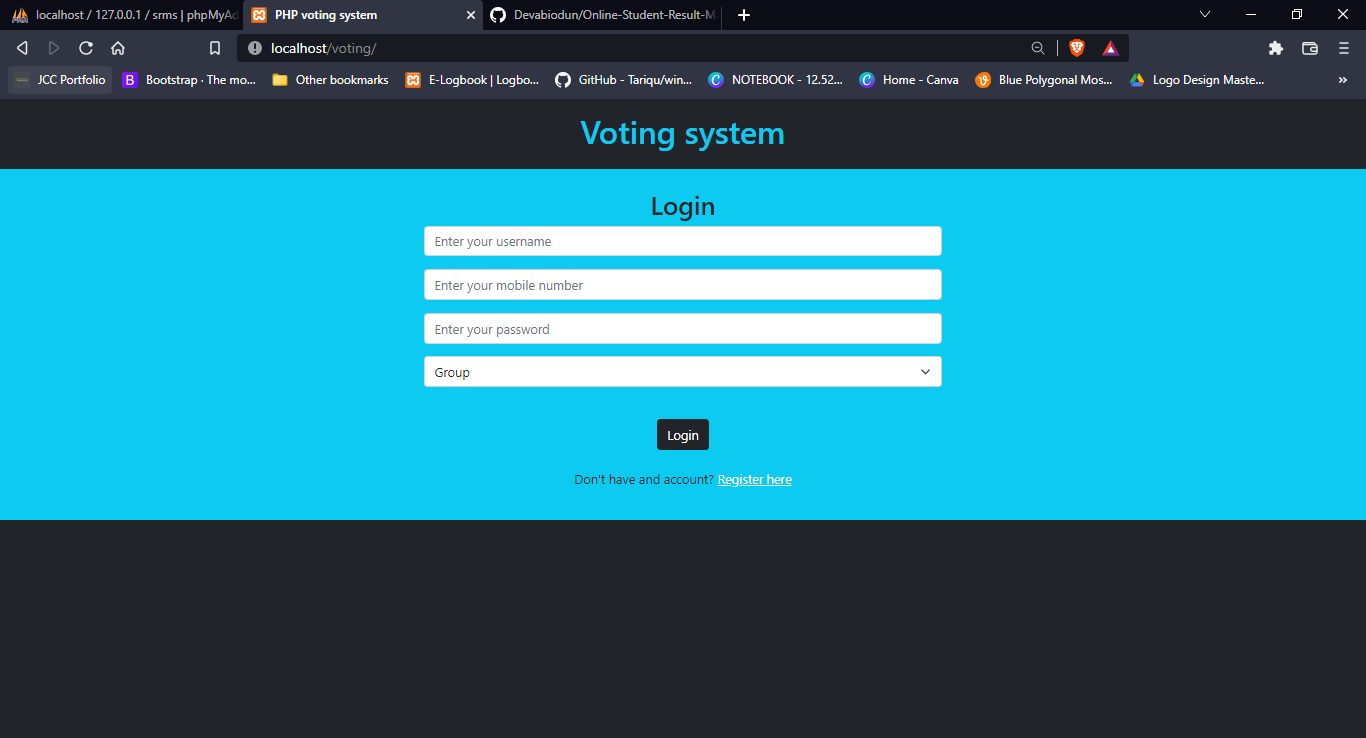 localhost / 127.0.0.1 / srms | phpMyAd
PHP voting system
Devabiodun/Online-Student-Result-M
localhost/voting/
JCC Portfolio
B Bootstrap · The mo...
Other bookmarks
E-Logbook | Logbo...
GitHub - Tariqu/win...
NOTEBOOK - 12.52...
Home - Canva
Blue Polygonal Mos...
Logo Design Maste...
Voting system
Login
Enter your username
Enter your mobile number
Enter your password
Group
Login
Don't have and account? Register here